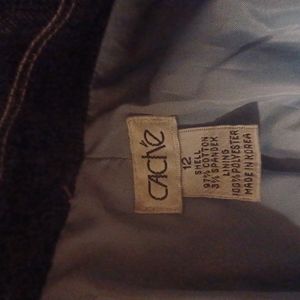 CACHÉ
12
SHELL
97% COTTON
3% SPANDEX
LINING
100% POLYESTER
MADE IN KOREA